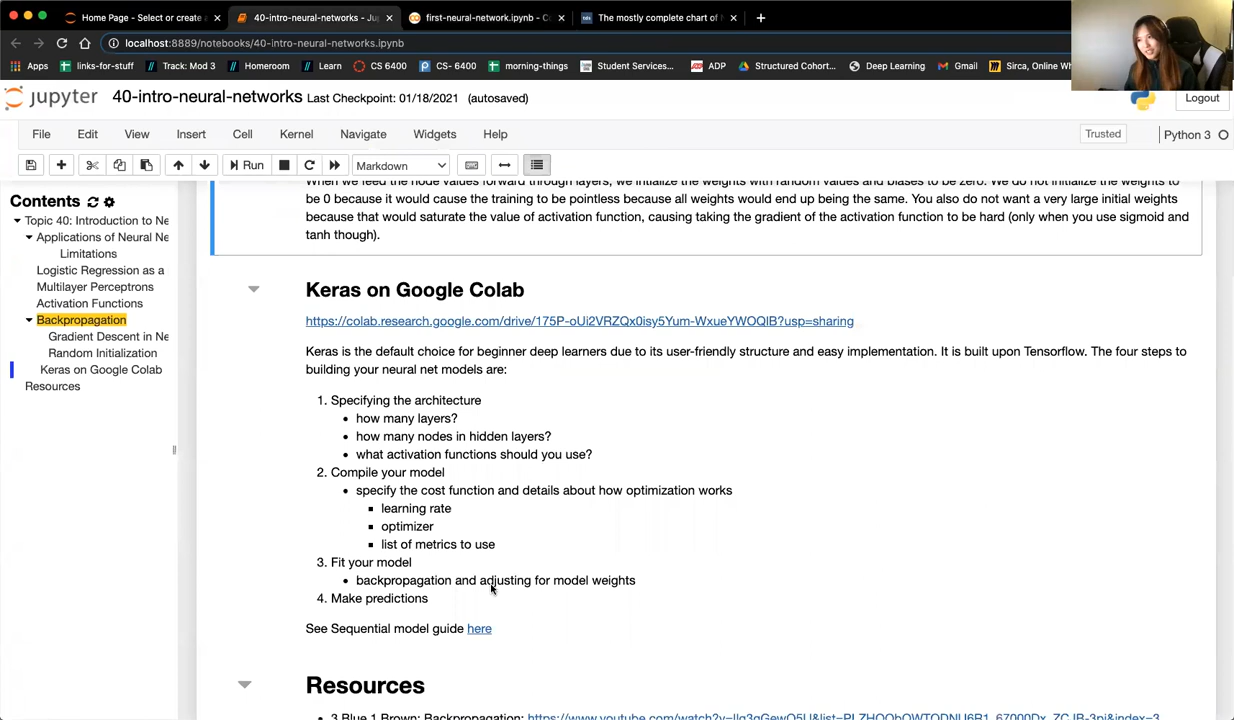 Home Page - Select or create a
40-intro-neural-networks - Jup
first-neural-network.ipynb - Co
The mostly complete chart of N
localhost:8889/notebooks/40-intro-neural-networks.ipynb
Apps
links-for-stuff
Track: Mod 3
Homeroom
Learn
CS 6400
CS- 6400
morning-things
Student Services...
ADP
Structured Cohort...
Deep Learning
Gmail
Sirca, Online Wh
jupyter 40-intro-neural-networks Last Checkpoint: 01/18/2021 (autosaved)
Logout
File Edit View Insert Cell Kernel Navigate Widgets Help
Trusted
Python 3
Run
Markdown
Contents
Topic 40: Introduction to Ne
Applications of Neural Ne
Limitations
Logistic Regression as a
Multilayer Perceptrons
Activation Functions
Backpropagation
Gradient Descent in Ne
Random Initialization
Keras on Google Colab
Resources
When we feed the node values forward through layers, we initialize the weights with random values and biases to be zero. We do not initialize the weights to
be 0 because it would cause the training to be pointless because all weights would end up being the same. You also do not want a very large initial weights
because that would saturate the value of activation function, causing taking the gradient of the activation function to be hard (only when you use sigmoid and
tanh though).
Keras on Google Colab
https://colab.research.google.com/drive/175P-oUi2VRZQx0isy5Yum-WxueYWOQIB?usp=sharing
Keras is the default choice for beginner deep learners due to its user-friendly structure and easy implementation. It is built upon Tensorflow. The four steps to
building your neural net models are:
1. Specifying the architecture
• how many layers?
• how many nodes in hidden layers?
• what activation functions should you use?
2. Compile your model
• specify the cost function and details about how optimization works
▪ learning rate
▪ optimizer
▪ list of metrics to use
3. Fit your model
• backpropagation and adjusting for model weights
4. Make predictions
See Sequential model guide here
Resources
• 3 Blue 1 Brown: Backpropagation: